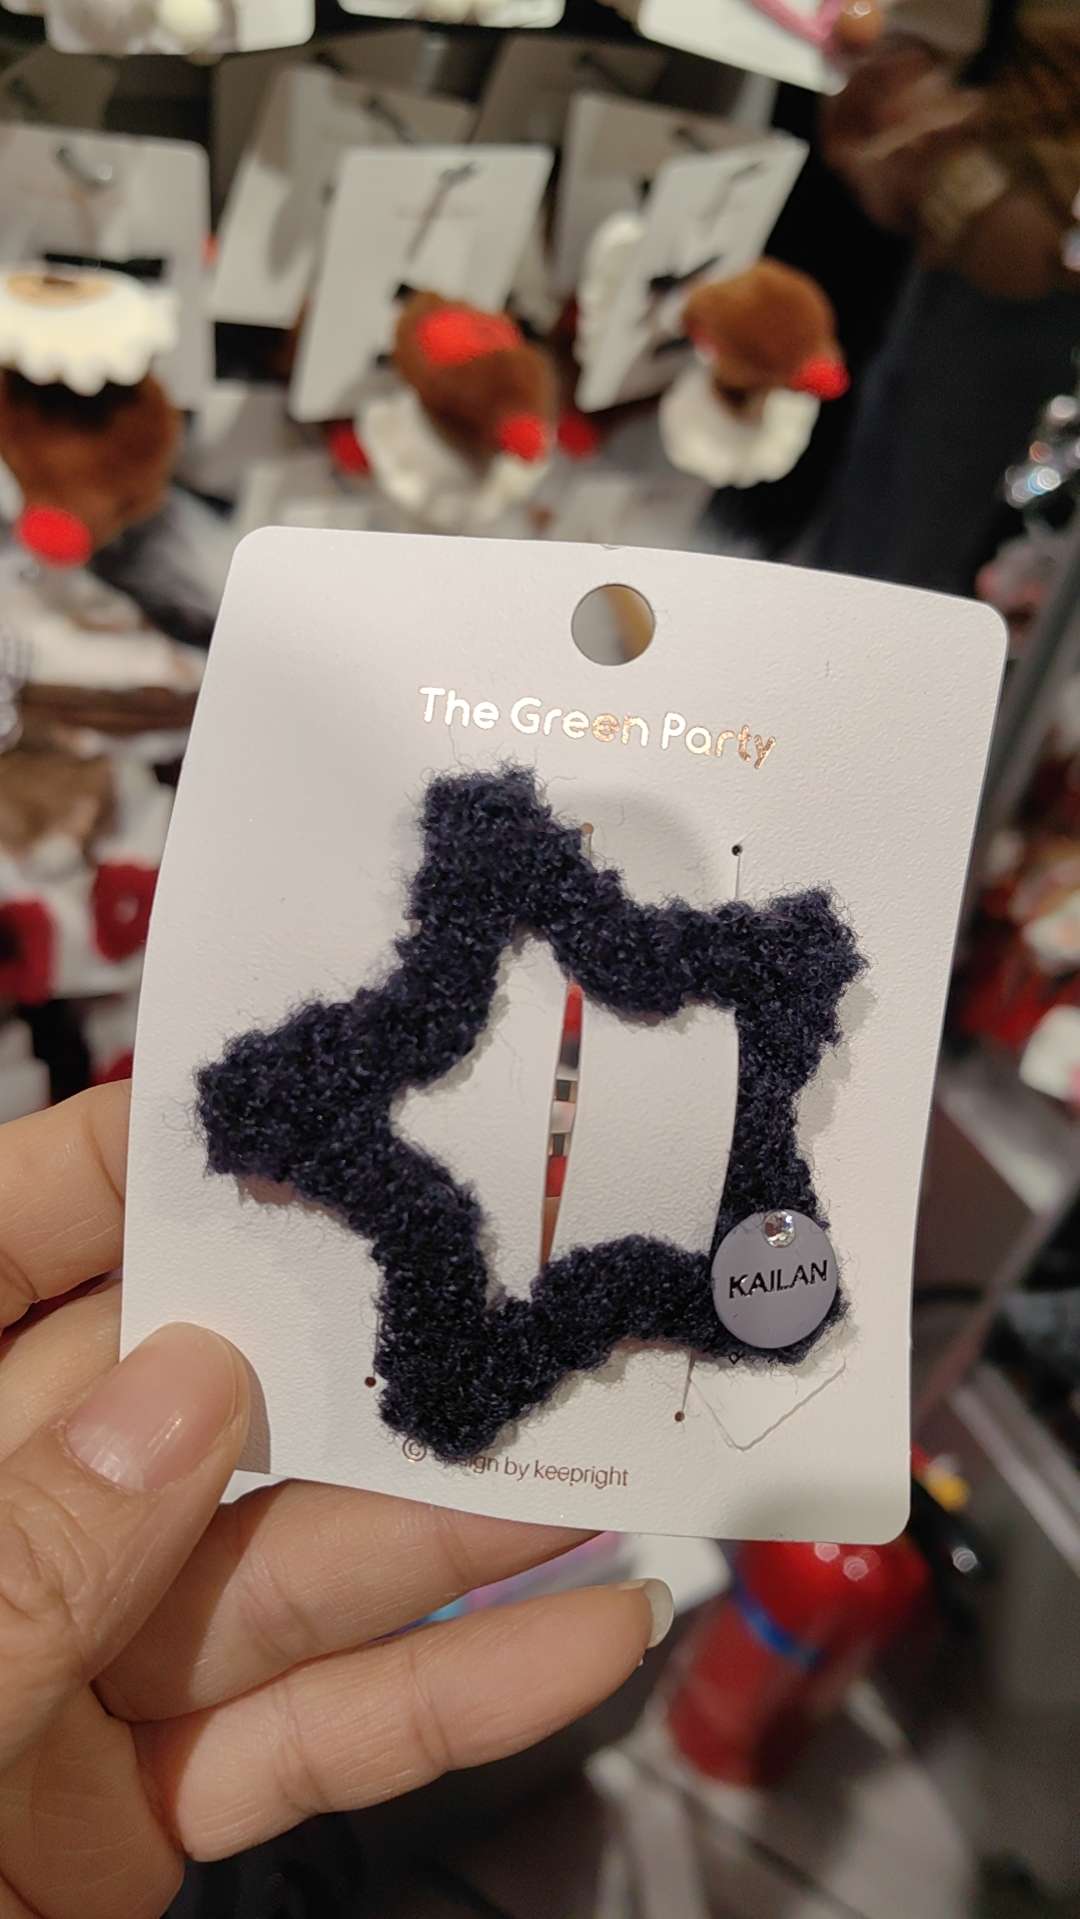 The Green Party
KAILAN
© design by keepright